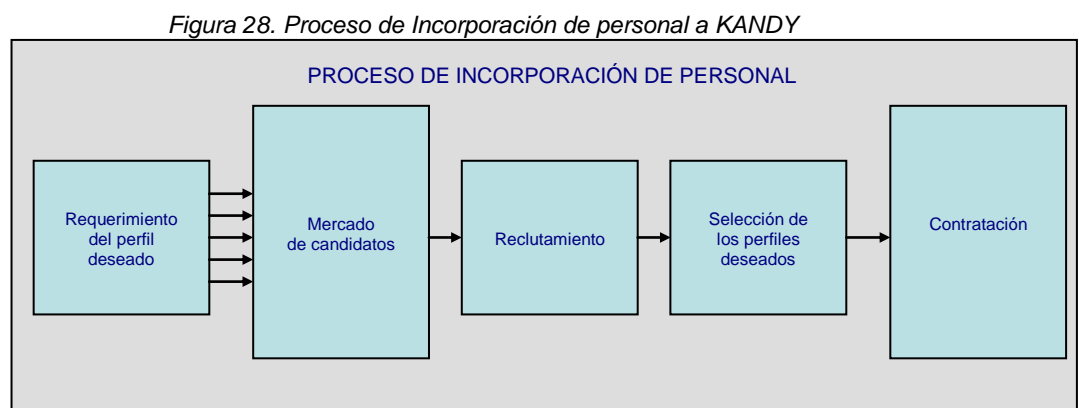 Figura 28. Proceso de Incorporación de personal a KANDY
PROCESO DE INCORPORACIÓN DE PERSONAL
Requerimiento
del perfil
deseado
Mercado
de candidatos
Reclutamiento
Selección de
los perfiles
deseados
Contratación